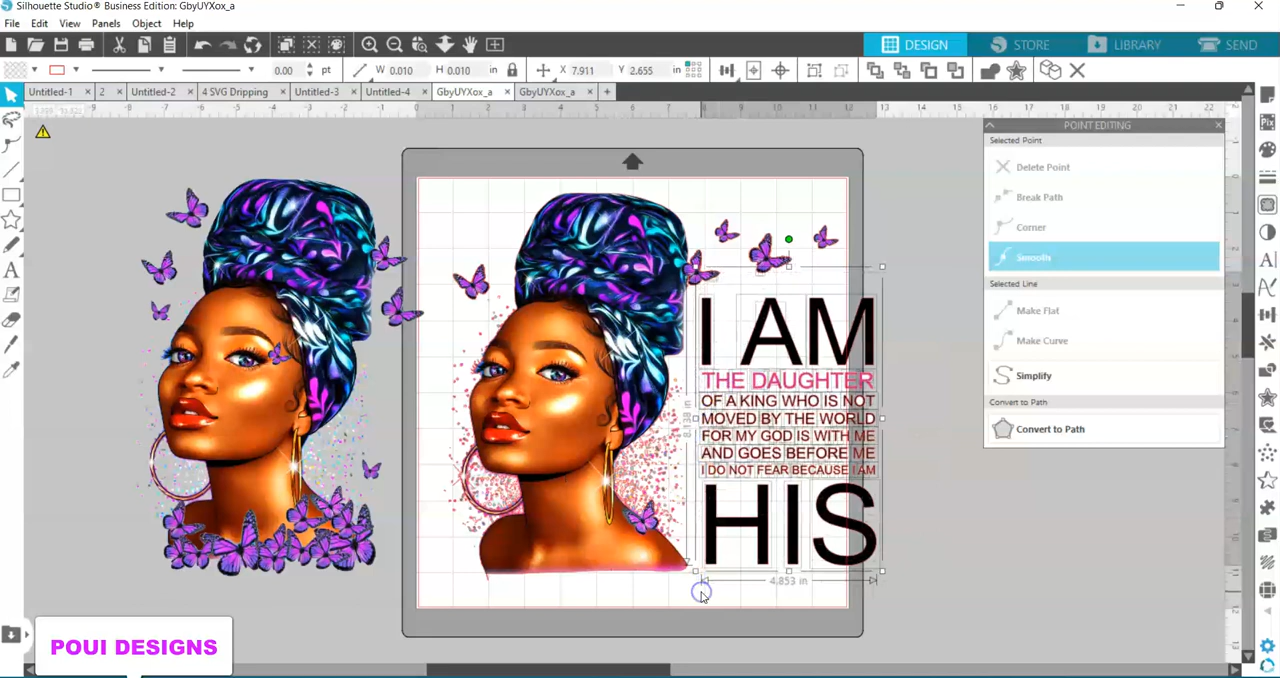 Silhouette Studio® Business Edition: GbyUYXox_a
File Edit View Panels Object Help
DESIGN STORE LIBRARY SEND
0.00 pt W 0.010 H 0.010 in X 7.911 Y 2.655 in
Untitled-1 2 Untitled-2 4 SVG Dripping Untitled-3 Untitled-4 GbyUYXox_a GbyUYXox_a
POINT EDITING
Selected Point
Delete Point
Break Path
Corner
Smooth
Selected Line
Make Flat
Make Curve
Simplify
Convert to Path
Convert to Path
I AM
THE DAUGHTER
OF A KING WHO IS NOT
MOVED BY THE WORLD
FOR MY GOD IS WITH ME
AND GOES BEFORE ME
I DO NOT FEAR BECAUSE I AM
HIS
4.853 in
POUI DESIGNS